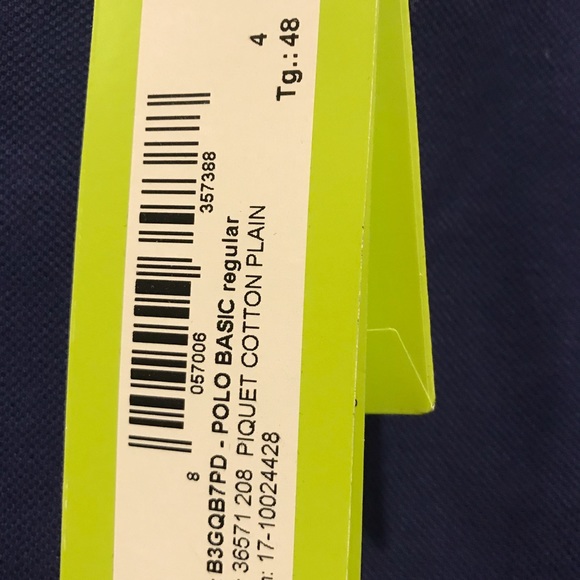 4
Tg.: 48
8 057006 357388
B3GQB7PD - POLO BASIC regular
36571 208 PIQUET COTTON PLAIN
: 17-10024428